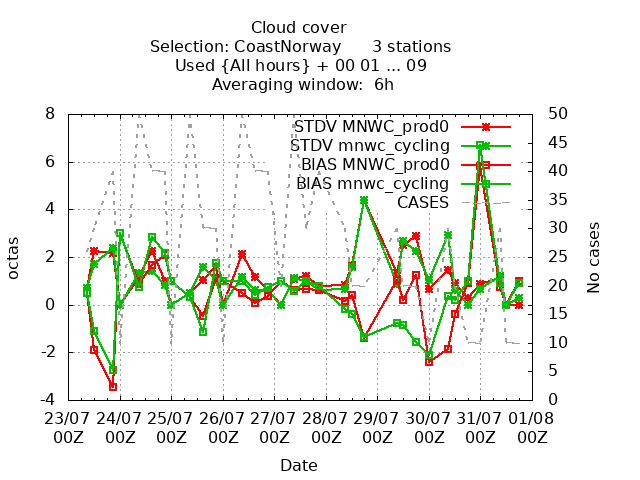 Cloud cover
Selection: CoastNorway 3 stations
Used {All hours} + 00 01 ... 09
Averaging window: 6h
8
6
4
2
0
-2
-4
octas
50
45
40
35
30
25
20
15
10
5
0
No cases
STDV MNWC_prod0
STDV mnwc_cycling
BIAS MNWC_prod0
BIAS mnwc_cycling
CASES
23/07 24/07 25/07 26/07 27/07 28/07 29/07 30/07 31/07 01/08
00Z 00Z 00Z 00Z 00Z 00Z 00Z 00Z 00Z 00Z
Date